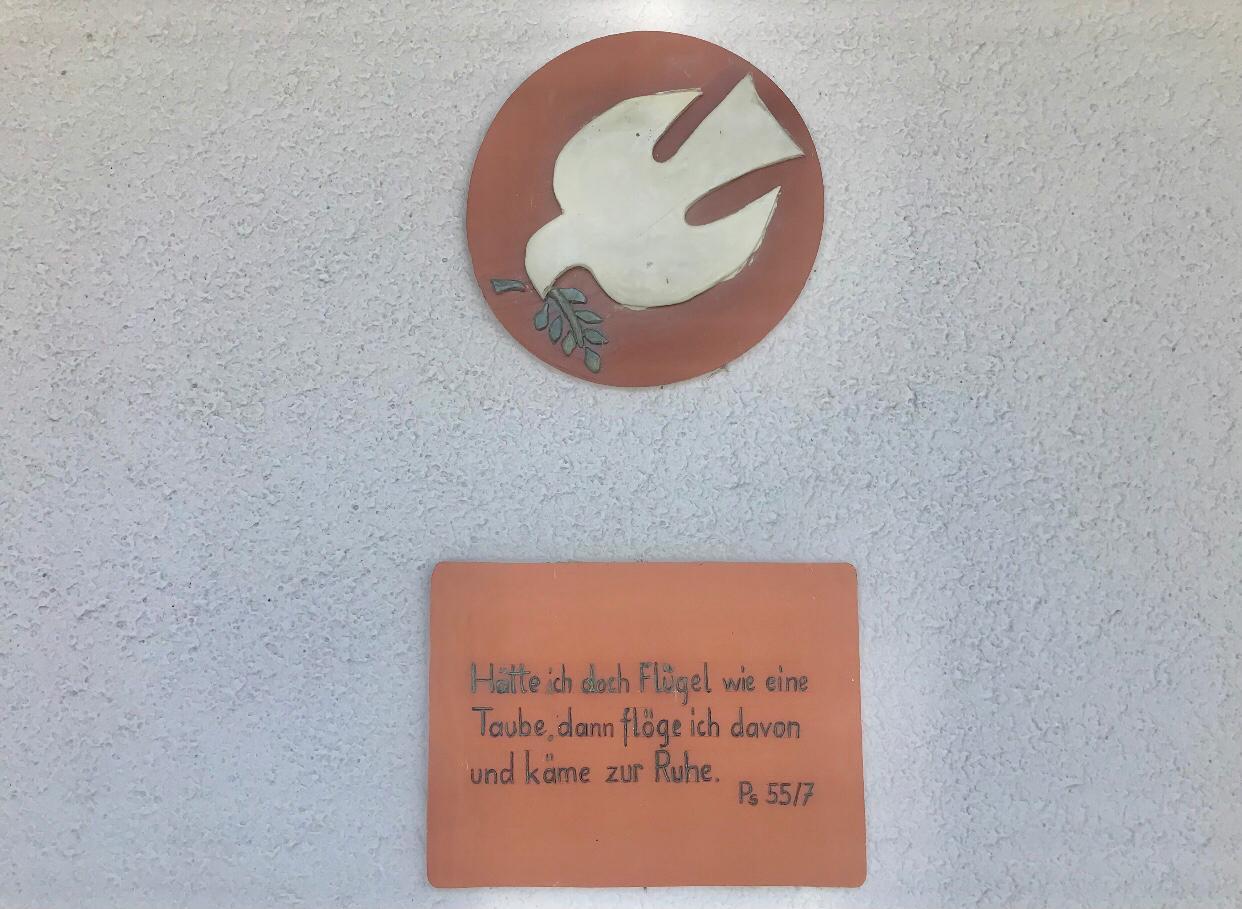 Hätte ich doch Flügel wie eine
Taube, dann flöge ich davon
und käme zur Ruhe.
Ps 55/7